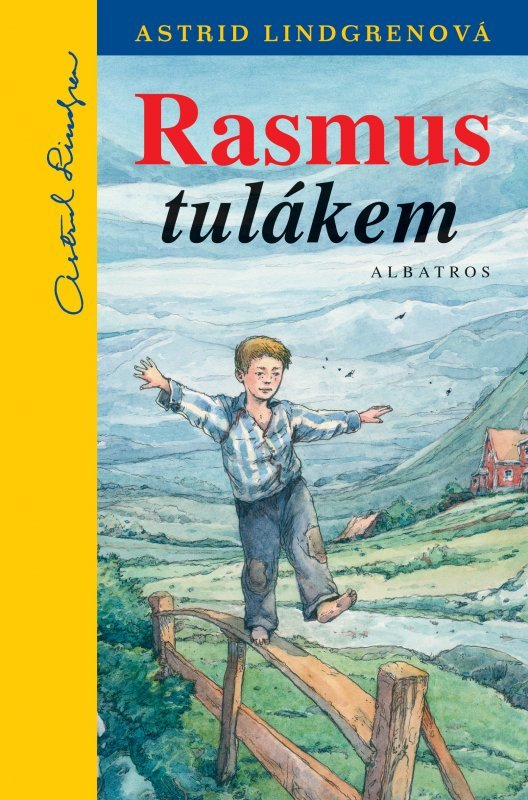 ASTRID LINDGRENOVÁ
Rasmus
tulákem
ALBATROS
Astrid Lindgren